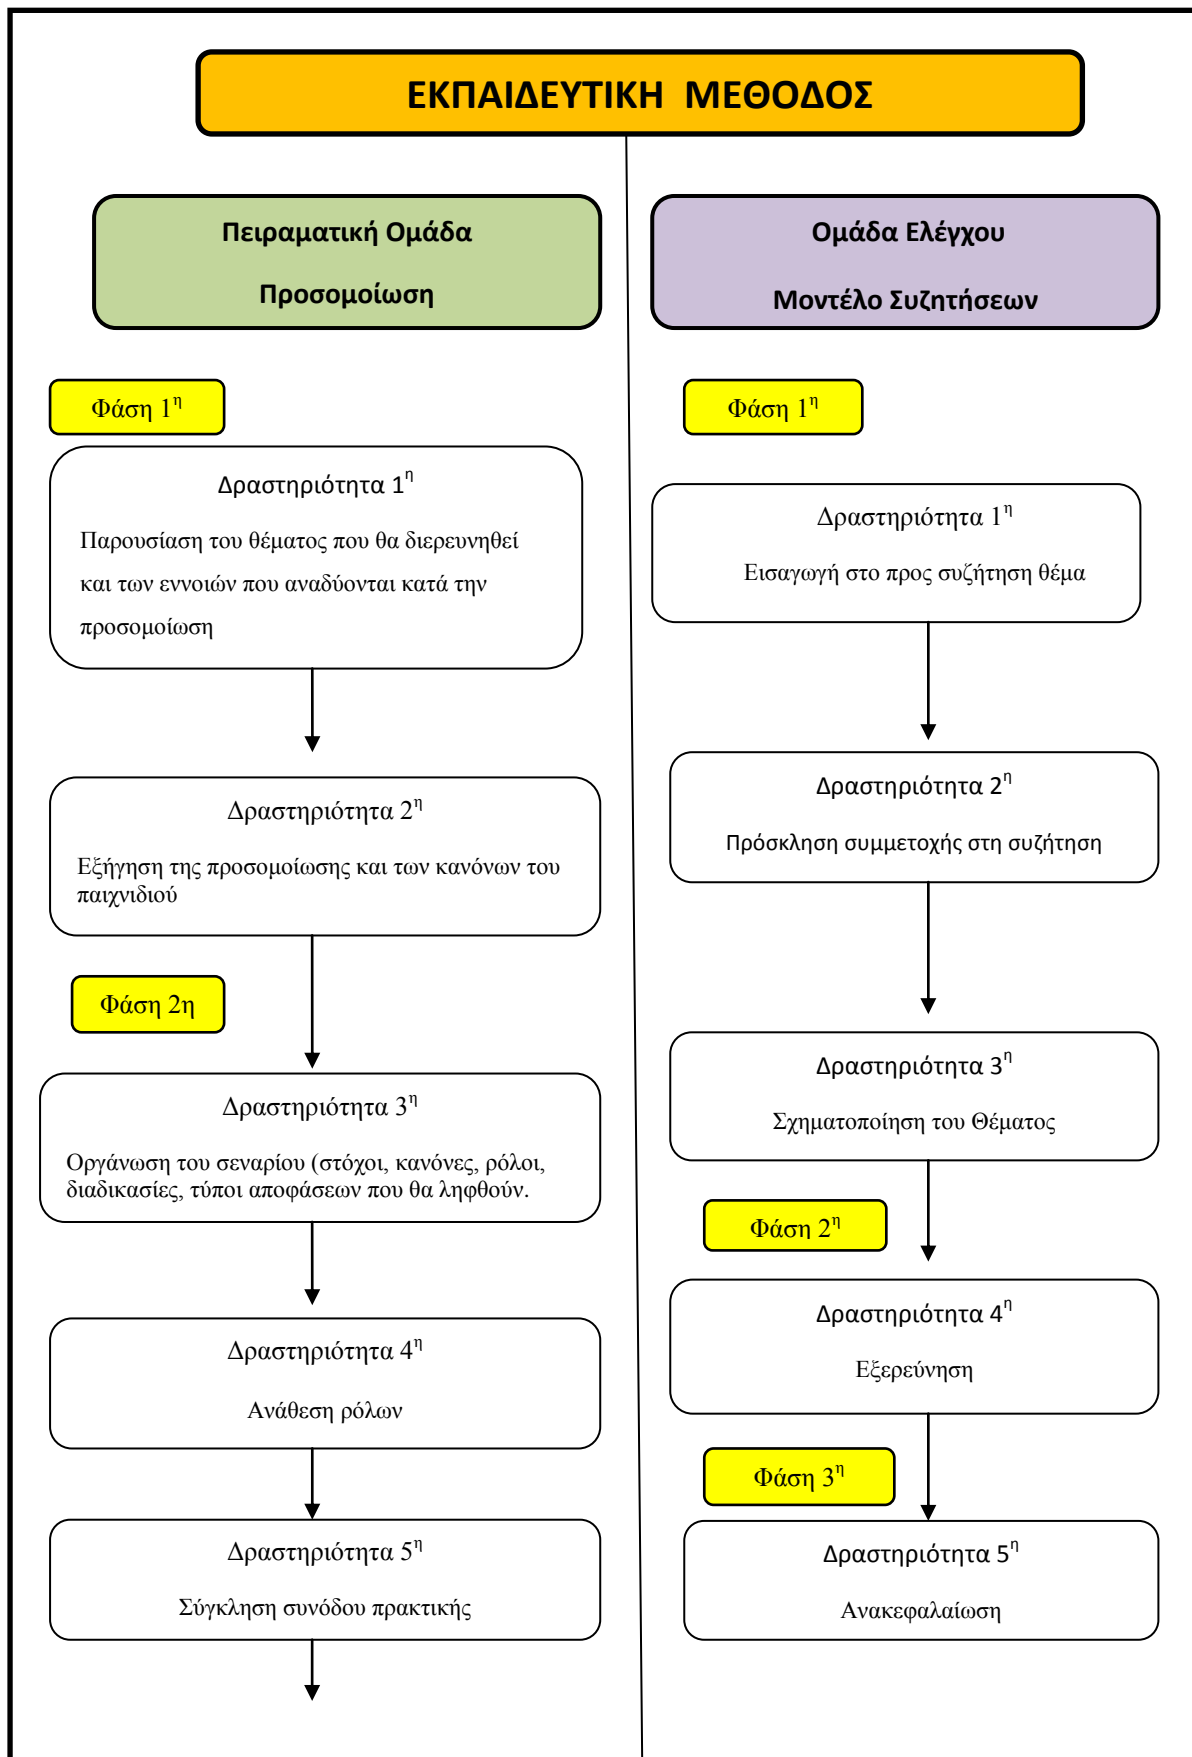 ΕΚΠΑΙΔΕΥΤΙΚΗ ΜΕΘΟΔΟΣ
Πειραματική Ομάδα
Προσομοίωση
Φάση 1η
Δραστηριότητα 1η
Παρουσίαση του θέματος που θα διερευνηθεί
και των εννοιών που αναδύονται κατά την
προσομοίωση
Δραστηριότητα 2η
Εξήγηση της προσομοίωσης και των κανόνων του
παιχνιδιού
Φάση 2η
Δραστηριότητα 3η
Οργάνωση του σεναρίου (στόχοι, κανόνες, ρόλοι,
διαδικασίες, τύποι αποφάσεων που θα ληφθούν.
Δραστηριότητα 4η
Ανάθεση ρόλων
Δραστηριότητα 5η
Σύγκληση συνόδου πρακτικής
Ομάδα Ελέγχου
Μοντέλο Συζητήσεων
Φάση 1η
Δραστηριότητα 1η
Εισαγωγή στο προς συζήτηση θέμα
Δραστηριότητα 2η
Πρόσκληση συμμετοχής στη συζήτηση
Δραστηριότητα 3η
Σχηματοποίηση του Θέματος
Φάση 2η
Δραστηριότητα 4η
Εξερεύνηση
Φάση 3η
Δραστηριότητα 5η
Ανακεφαλαίωση